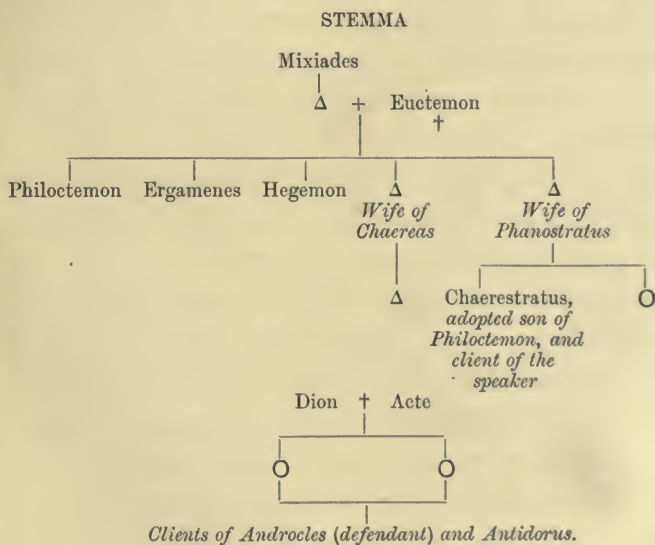 STEMMA
Mixiades
Δ + Euctemon
†
Philoctemon Ergamenes Hegemon Δ Δ
Wife of Wife of
Chaereas Phanostratus
Δ Chaerestratus, O
adopted son of
Philoctemon, and
client of the
speaker
Dion † Acte
O O
Clients of Androcles (defendant) and Antidorus.